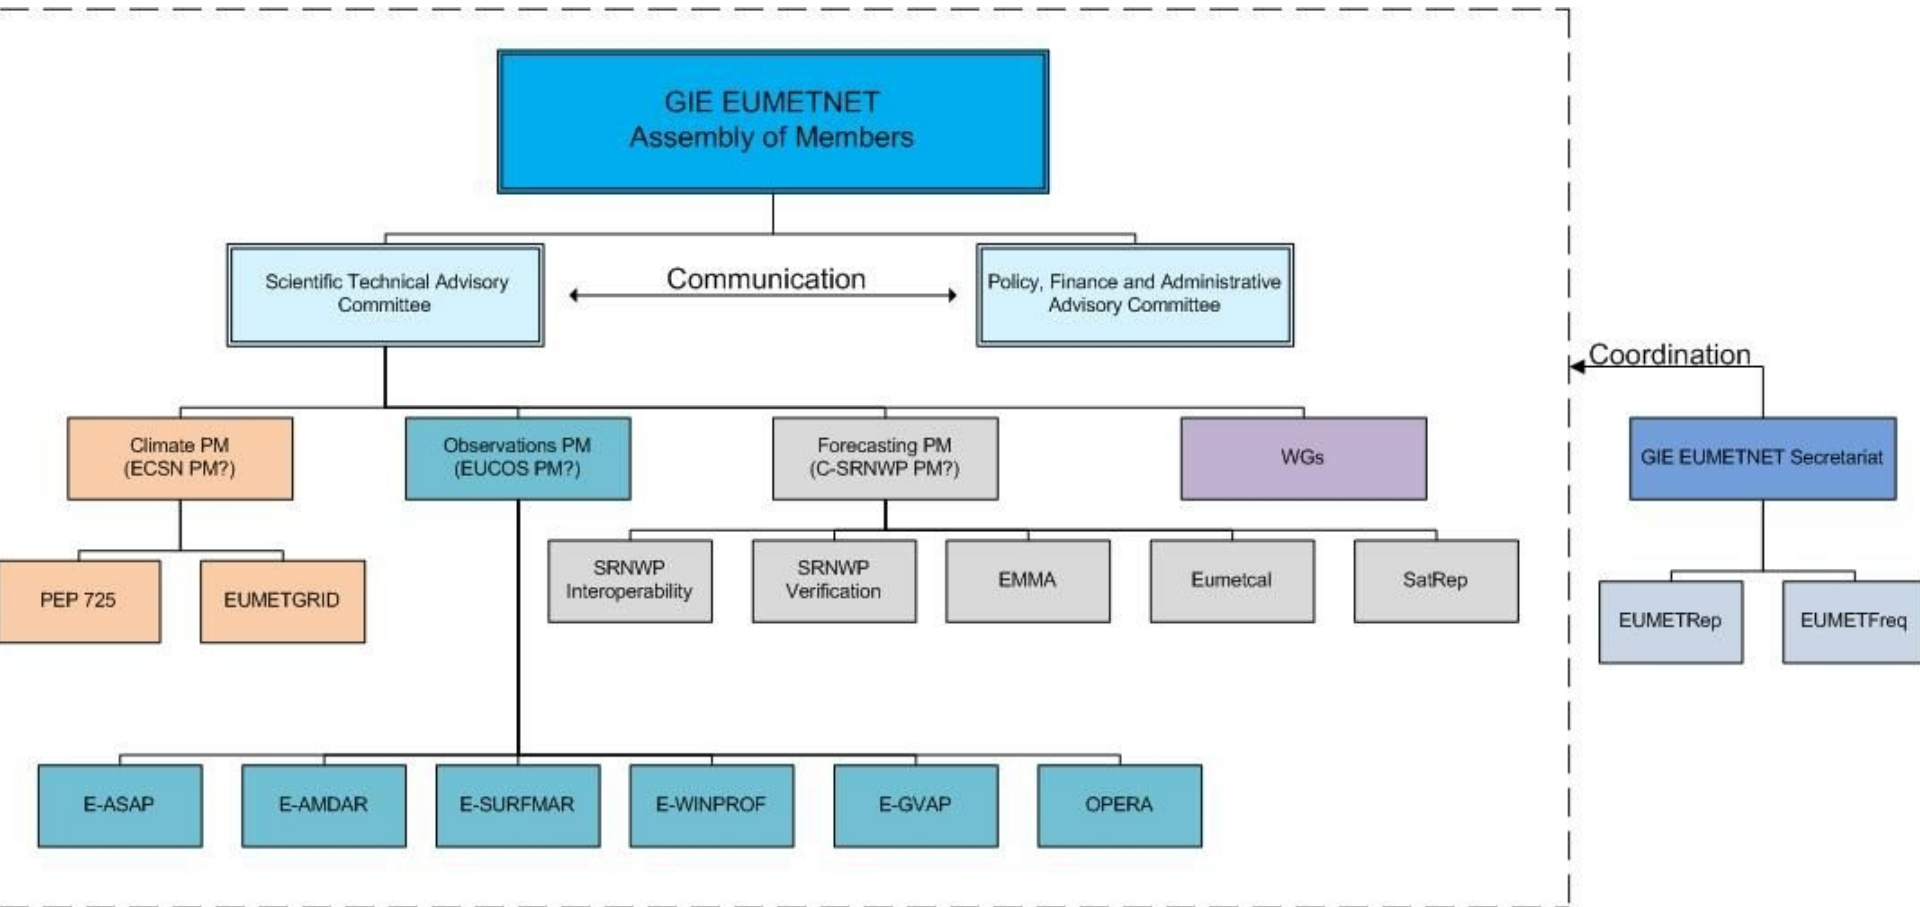 GIE EUMETNET
Assembly of Members
Scientific Technical Advisory
Committee
Communication
Policy, Finance and Administrative
Advisory Committee
Coordination
Climate PM
(ECSN PM?)
Observations PM
(EUCOS PM?)
Forecasting PM
(C-SRNWP PM?)
WGs
GIE EUMETNET Secretariat
PEP 725
EUMETGRID
SRNWP
Interoperability
SRNWP
Verification
EMMA
Eumetcal
SatRep
EUMETRep
EUMETFreq
E-ASAP
E-AMDAR
E-SURFMAR
E-WINPROF
E-GVAP
OPERA